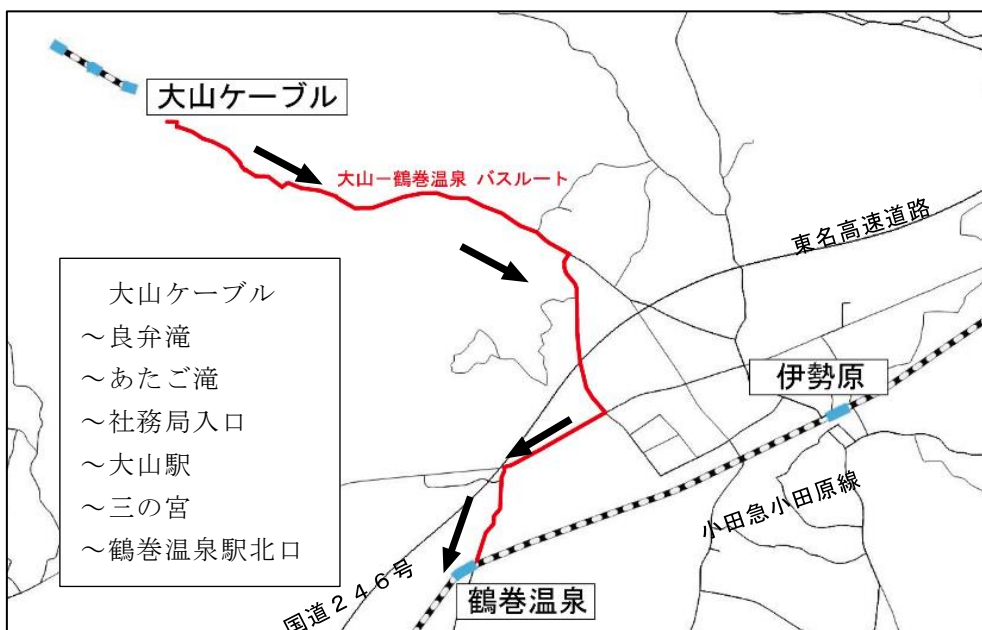 大山ケーブル
大山－鶴巻温泉 バスルート
東名高速道路
大山ケーブル
～良弁滝
～あたご滝
～社務局入口
～大山駅
～三の宮
～鶴巻温泉駅北口
伊勢原
小田急小田原線
国道２４６号
鶴巻温泉